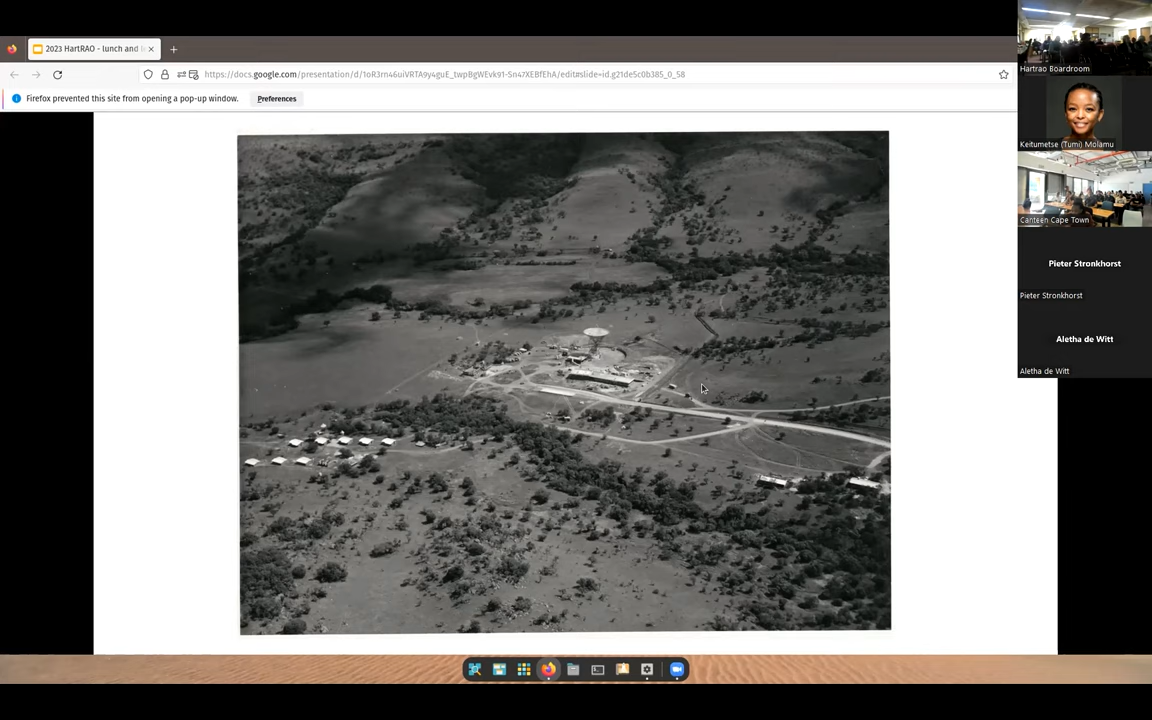 2023 HartRAO - lunch and
https://docs.google.com/presentation/d/1oR3rn46uiVRTA9y4guE_twpBgWEvk91-Sn47XEBfEhA/edit#slide=id.g21de5c0b385_0_58
Firefox prevented this site from opening a pop-up window.
Preferences
Hartrao Boardroom
Keitumetse (Tumi) Molamu
Canteen Cape Town
Pieter Stronkhorst
Pieter Stronkhorst
Aletha de Witt
Aletha de Witt